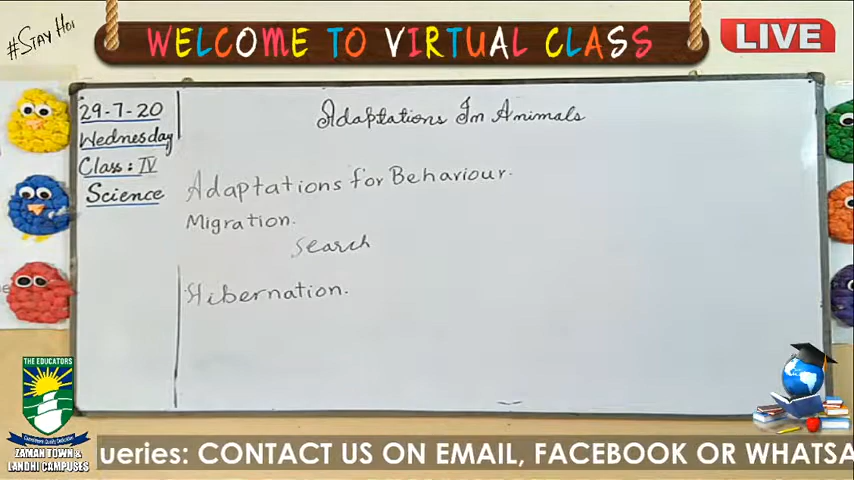 #STAY HO
WELCOME TO VIRTUAL CLASS
LIVE
29-7-20
Wednesday
Class: IV
Science
Adaptations In Animals
Adaptations for Behaviour.
Migration.
Search
Hibernation.
THE EDUCATORS
ZAMAN TOWN &
LANDHI CAMPUSES
ueries: CONTACT US ON EMAIL, FACEBOOK OR WHATSA